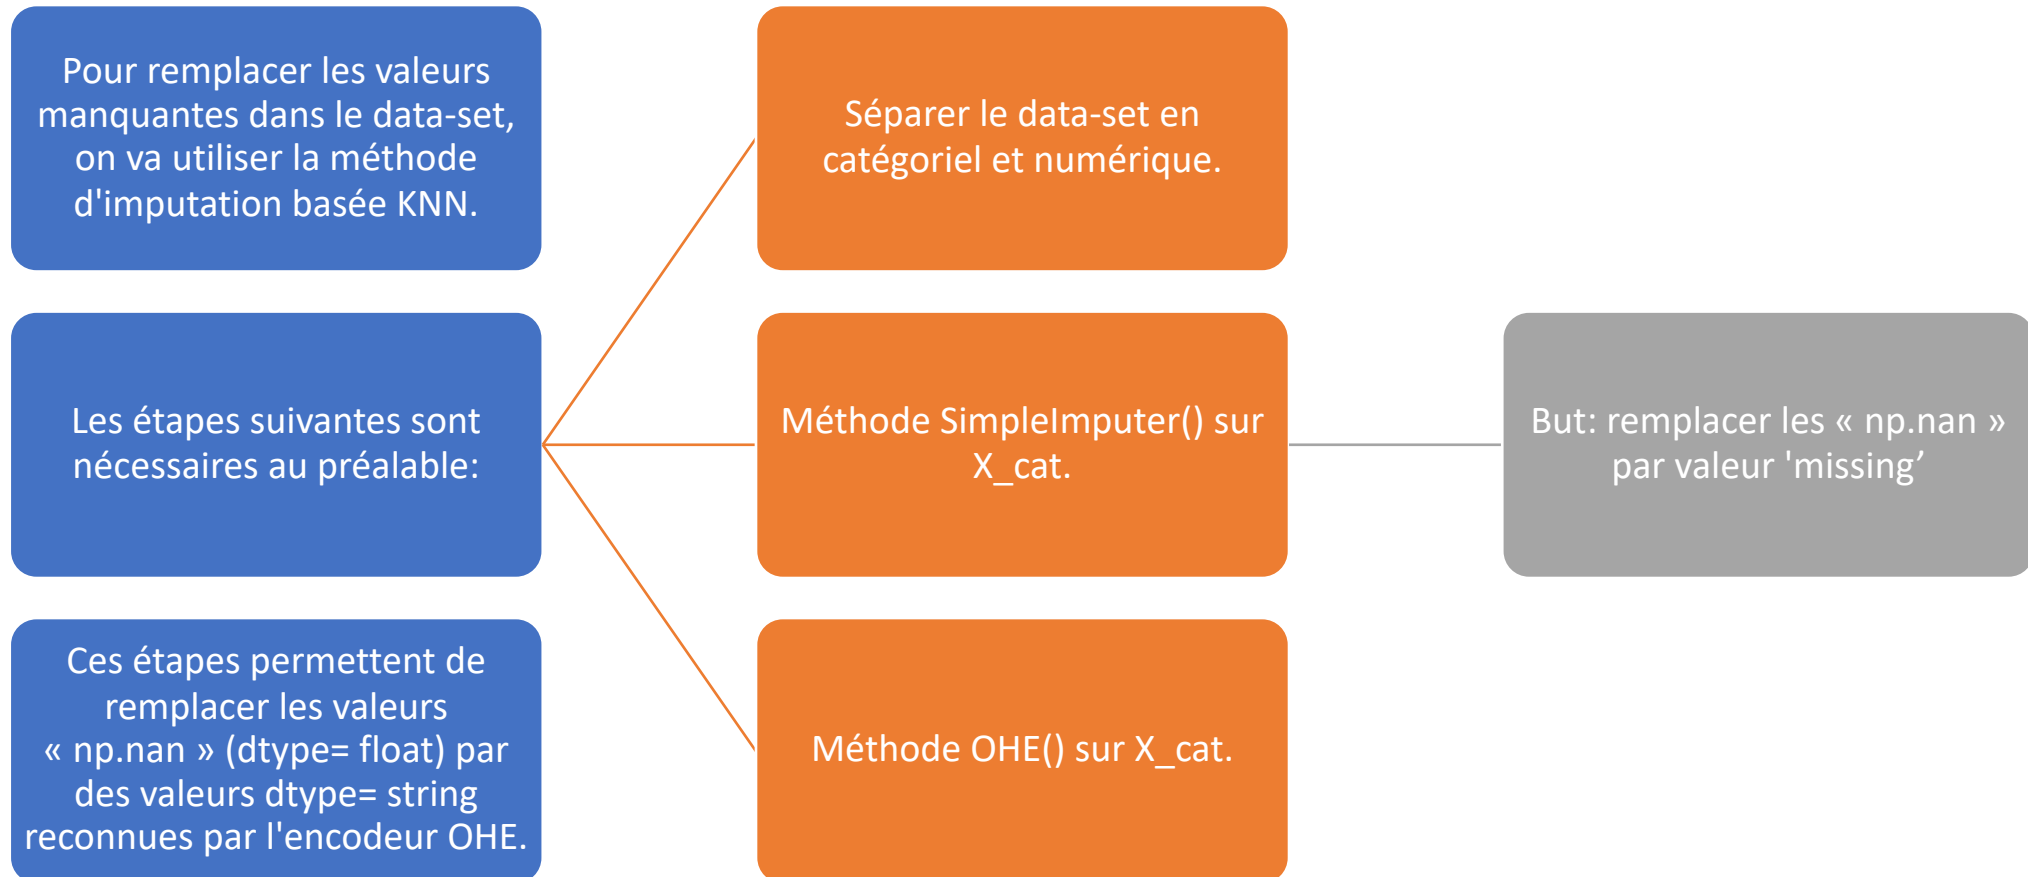 Pour remplacer les valeurs
manquantes dans le data-set,
on va utiliser la méthode
d'imputation basée KNN.
Les étapes suivantes sont
nécessaires au préalable:
Ces étapes permettent de
remplacer les valeurs
« np.nan » (dtype= float) par
des valeurs dtype= string
reconnues par l'encodeur OHE.
Séparer le data-set en
catégoriel et numérique.
Méthode SimpleImputer() sur
X_cat.
Méthode OHE() sur X_cat.
But: remplacer les « np.nan »
par valeur 'missing’